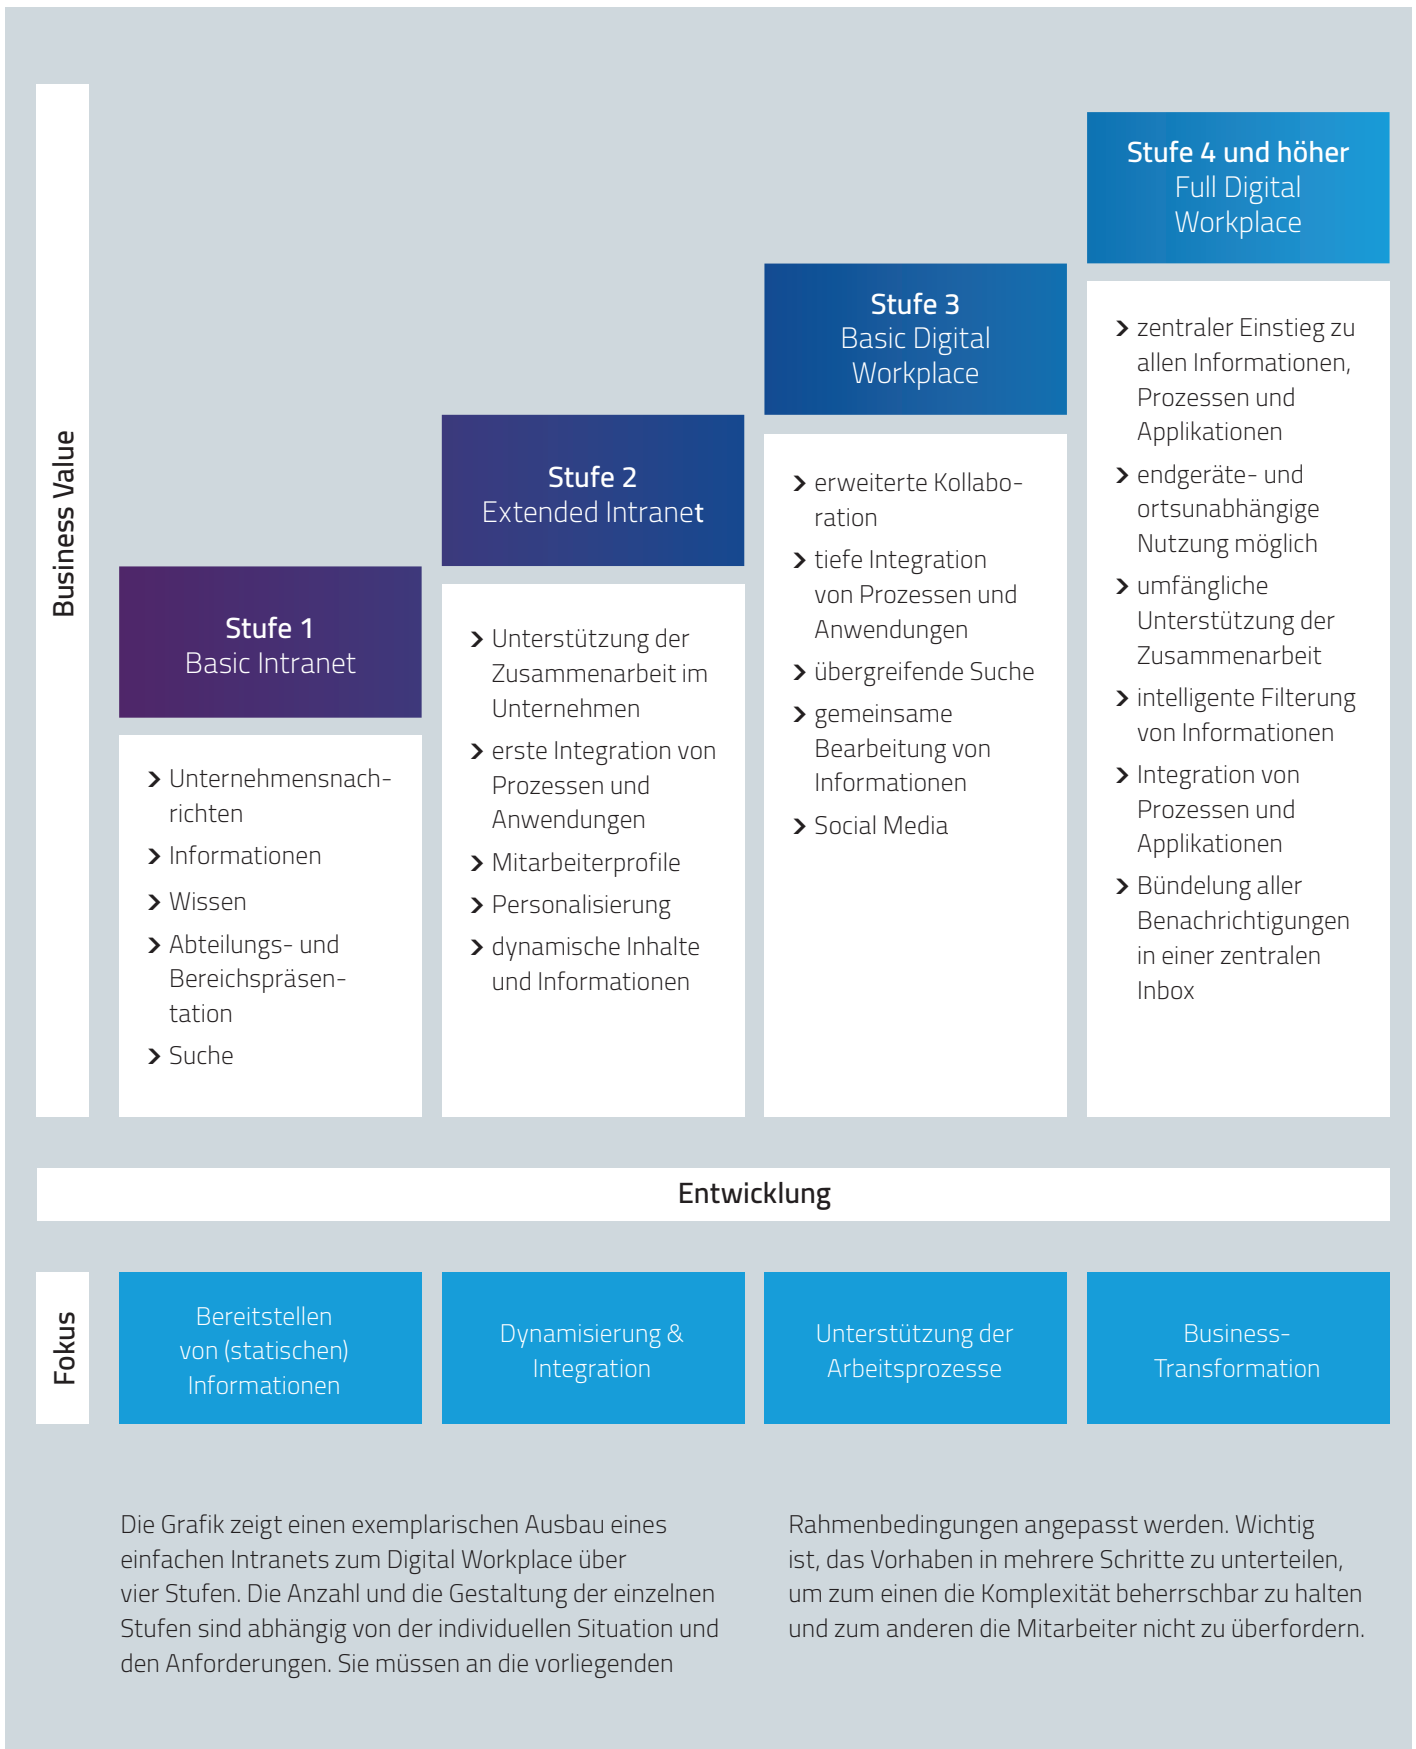 Business Value
Stufe 1
Basic Intranet
Unternehmensnach-
richten
Informationen
Wissen
Abteilungs- und
Bereichspräsen-
tation
Suche
Stufe 2
Extended Intranet
Unterstützung der
Zusammenarbeit im
Unternehmen
erste Integration von
Prozessen und
Anwendungen
Mitarbeiterprofile
Personalisierung
dynamische Inhalte
und Informationen
Stufe 3
Basic Digital
Workplace
erweiterte Kollabo-
ration
tiefe Integration
von Prozessen und
Anwendungen
übergreifende Suche
gemeinsame
Bearbeitung von
Informationen
Social Media
Stufe 4 und höher
Full Digital
Workplace
zentraler Einstieg zu
allen Informationen,
Prozessen und
Applikationen
endgeräte- und
ortsunabhängige
Nutzung möglich
umfängliche
Unterstützung der
Zusammenarbeit
intelligente Filterung
von Informationen
Integration von
Prozessen und
Applikationen
Bündelung aller
Benachrichtigungen
in einer zentralen
Inbox
Entwicklung
Fokus
Bereitstellen
von (statischen)
Informationen
Dynamisierung &
Integration
Unterstützung der
Arbeitsprozesse
Business-
Transformation
Die Grafik zeigt einen exemplarischen Ausbau eines
einfachen Intranets zum Digital Workplace über
vier Stufen. Die Anzahl und die Gestaltung der einzelnen
Stufen sind abhängig von der individuellen Situation und
den Anforderungen. Sie müssen an die vorliegenden
Rahmenbedingungen angepasst werden. Wichtig
ist, das Vorhaben in mehrere Schritte zu unterteilen,
um zum einen die Komplexität beherrschbar zu halten
und zum anderen die Mitarbeiter nicht zu überfordern.